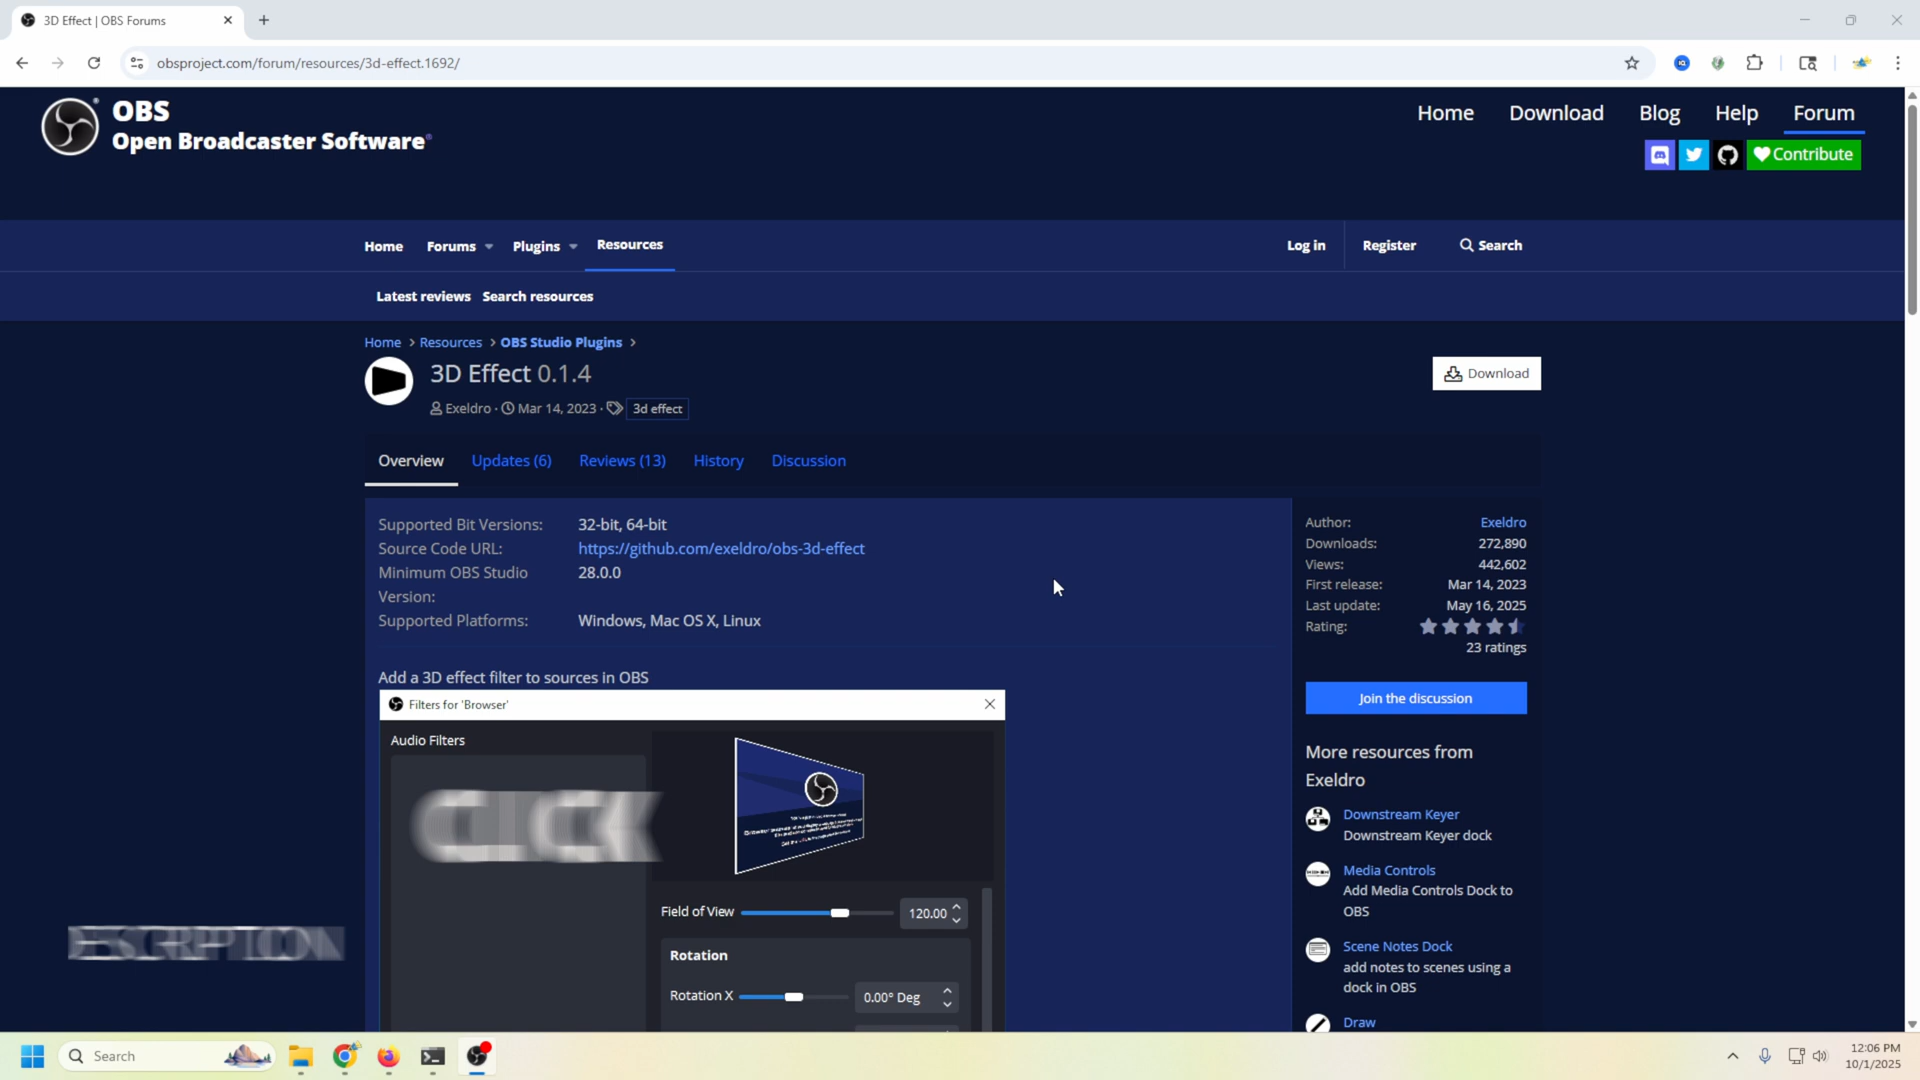 3D Effect | OBS Forums
obsproject.com/forum/resources/3d-effect.1692/
OBS
Open Broadcaster Software
Home Download Blog Help Forum
Contribute
Home Forums Plugins Resources Log in Register Search
Latest reviews Search resources
Home › Resources › OBS Studio Plugins ›
3D Effect 0.1.4
Download
Exeldro · Mar 14, 2023 · 3d effect
Overview Updates (6) Reviews (13) History Discussion
Supported Bit Versions: 32-bit, 64-bit
Source Code URL: https://github.com/exeldro/obs-3d-effect
Minimum OBS Studio 28.0.0
Version:
Supported Platforms: Windows, Mac OS X, Linux
Add a 3D effect filter to sources in OBS
Filters for 'Browser'
Audio Filters
CLICK
Field of View 120.00
Rotation
Rotation X 0.00° Deg
DESCRIPTION
Author: Exeldro
Downloads: 272,890
Views: 442,602
First release: Mar 14, 2023
Last update: May 16, 2025
Rating:
23 ratings
Join the discussion
More resources from
Exeldro
Downstream Keyer
Downstream Keyer dock
Media Controls
Add Media Controls Dock to
OBS
Scene Notes Dock
add notes to scenes using a
dock in OBS
Draw
Search
12:06 PM
10/1/2025